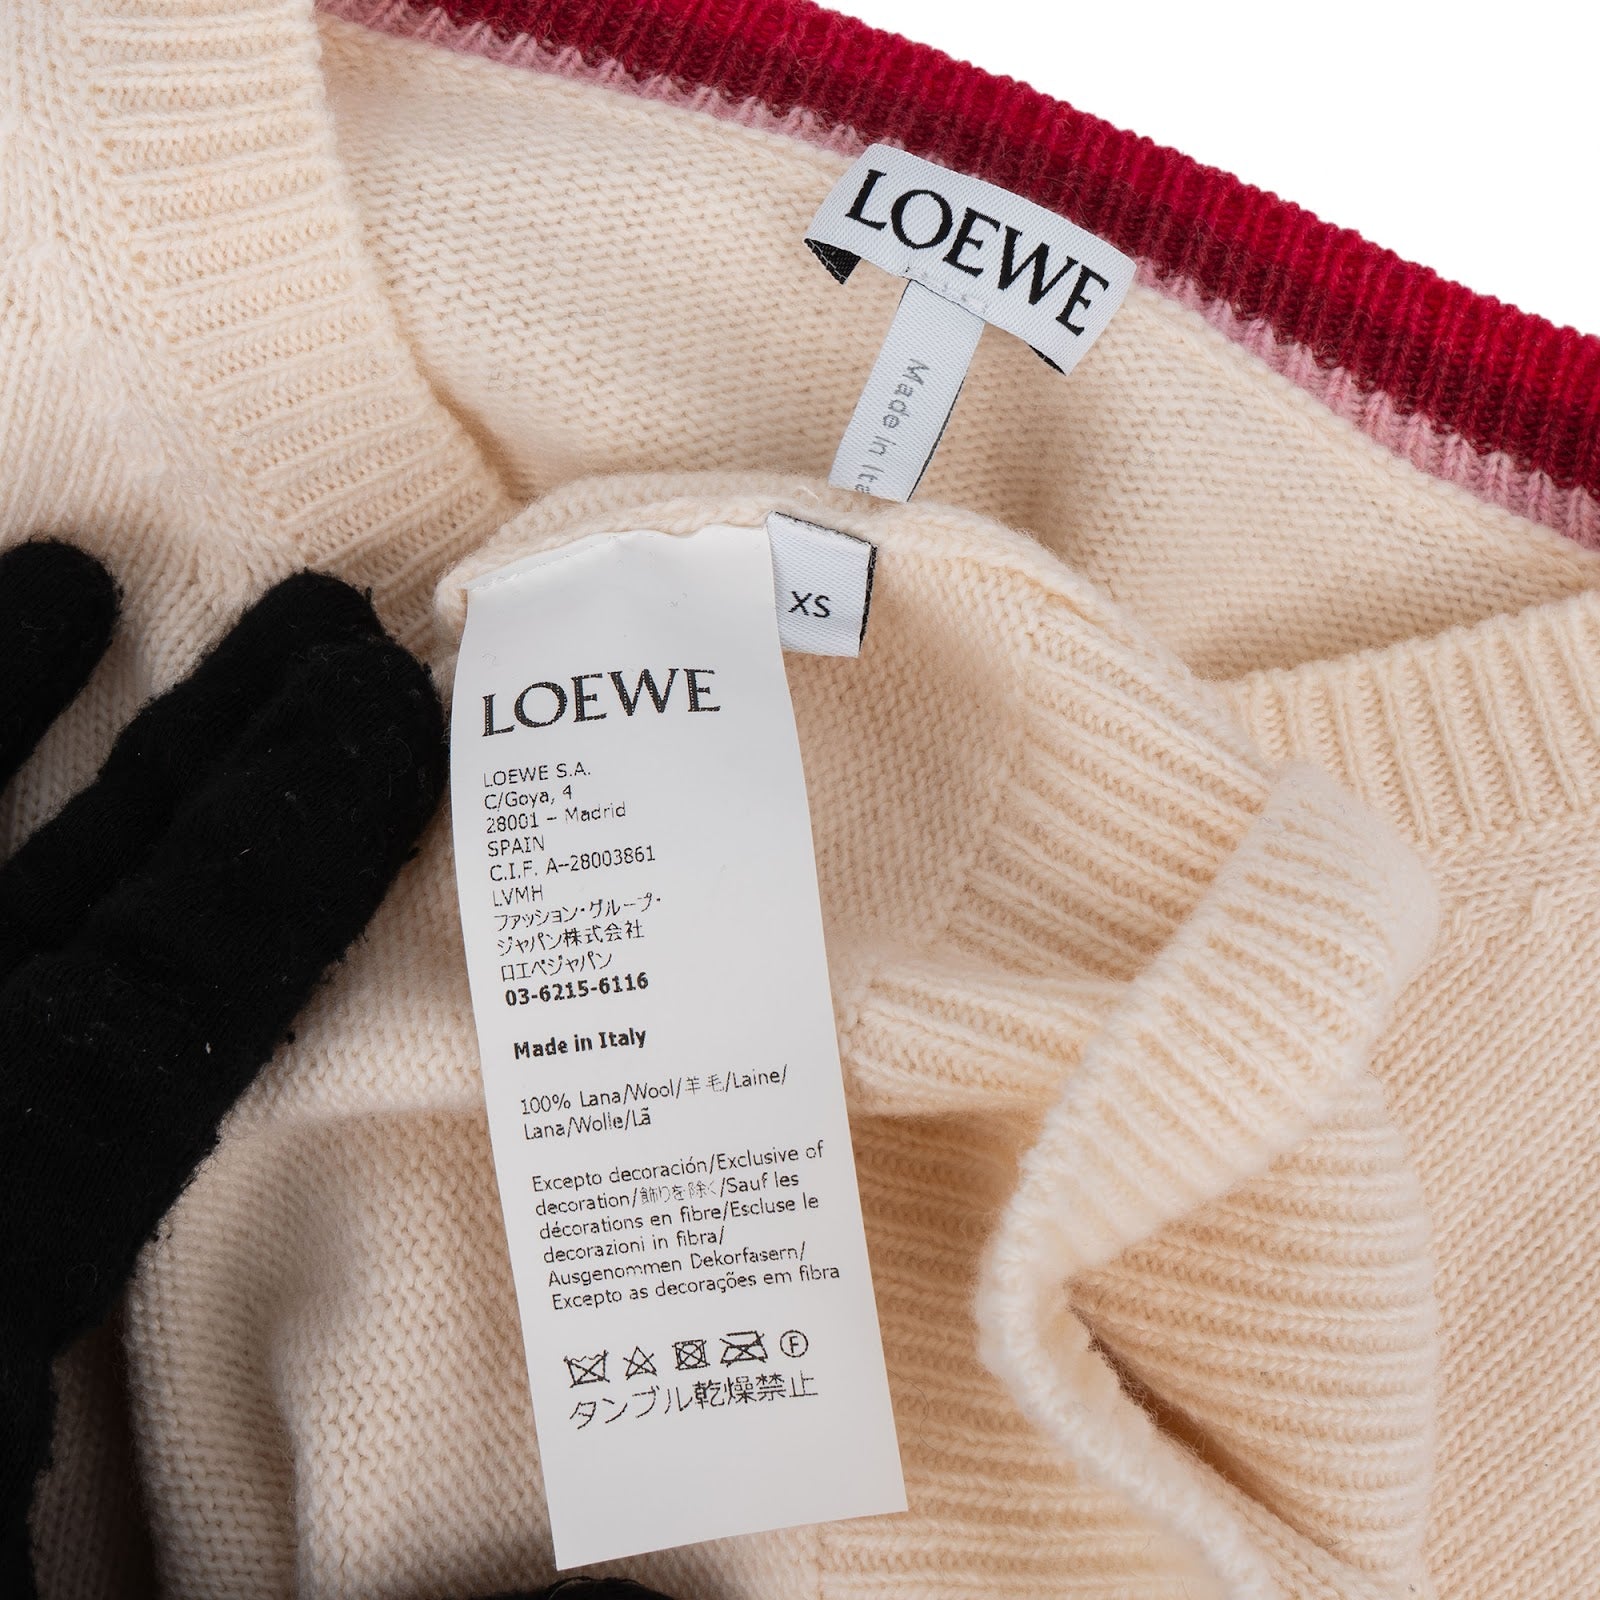 LOEWE
Made in Ita
XS
LOEWE
LOEWE S.A.
C/Goya, 4
28001 – Madrid
SPAIN
C.I.F. A-28003861
LVMH
ファッション・グループ・
ジャパン株式会社
ロエベジャパン
03-6215-6116
Made in Italy
100% Lana/Wool/羊毛/Laine/
Lana/Wolle/Lã
Excepto decoración/Exclusive of
decoration/飾りを除く/Sauf les
décorations en fibre/Escluse le
decorazioni in fibra/
Ausgenommen Dekorfasern/
Excepto as decorações em fibra
F
タンブル乾燥禁止